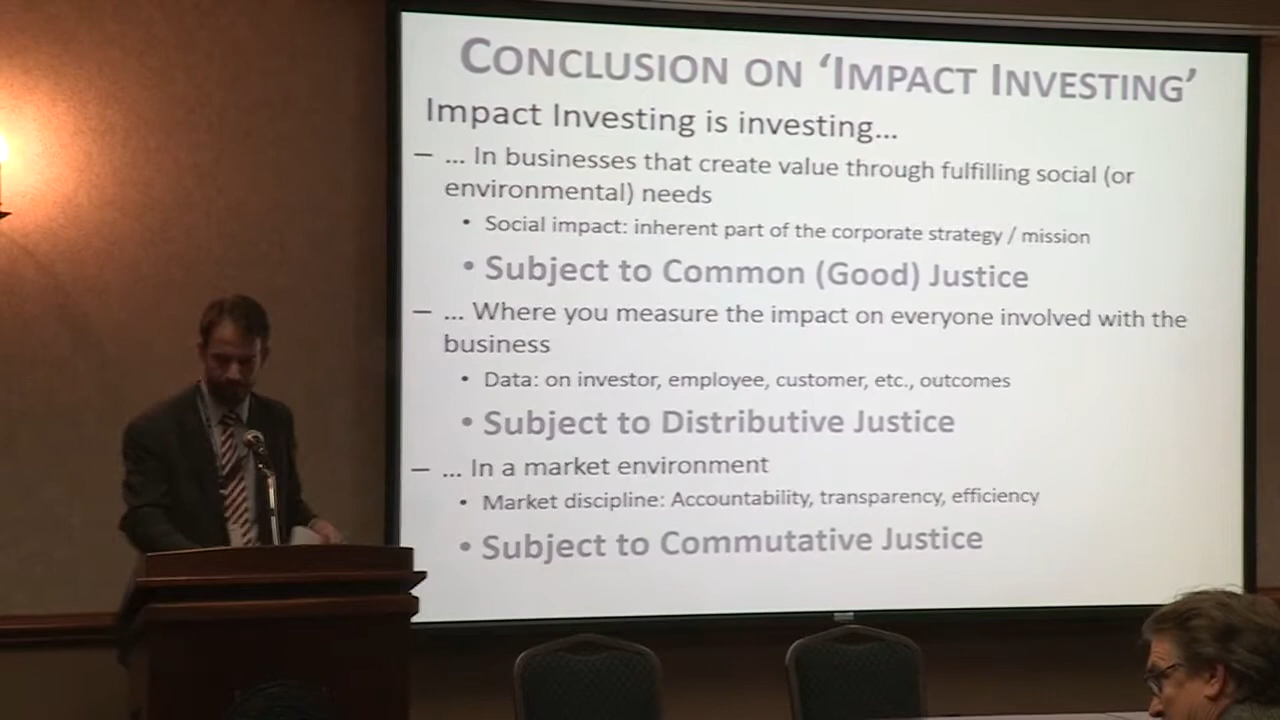 CONCLUSION ON ‘IMPACT INVESTING’
Impact Investing is investing...
– ... In businesses that create value through fulfilling social (or
environmental) needs
• Social impact: inherent part of the corporate strategy / mission
• Subject to Common (Good) Justice
– ... Where you measure the impact on everyone involved with the
business
• Data: on investor, employee, customer, etc., outcomes
• Subject to Distributive Justice
– ... In a market environment
• Market discipline: Accountability, transparency, efficiency
• Subject to Commutative Justice